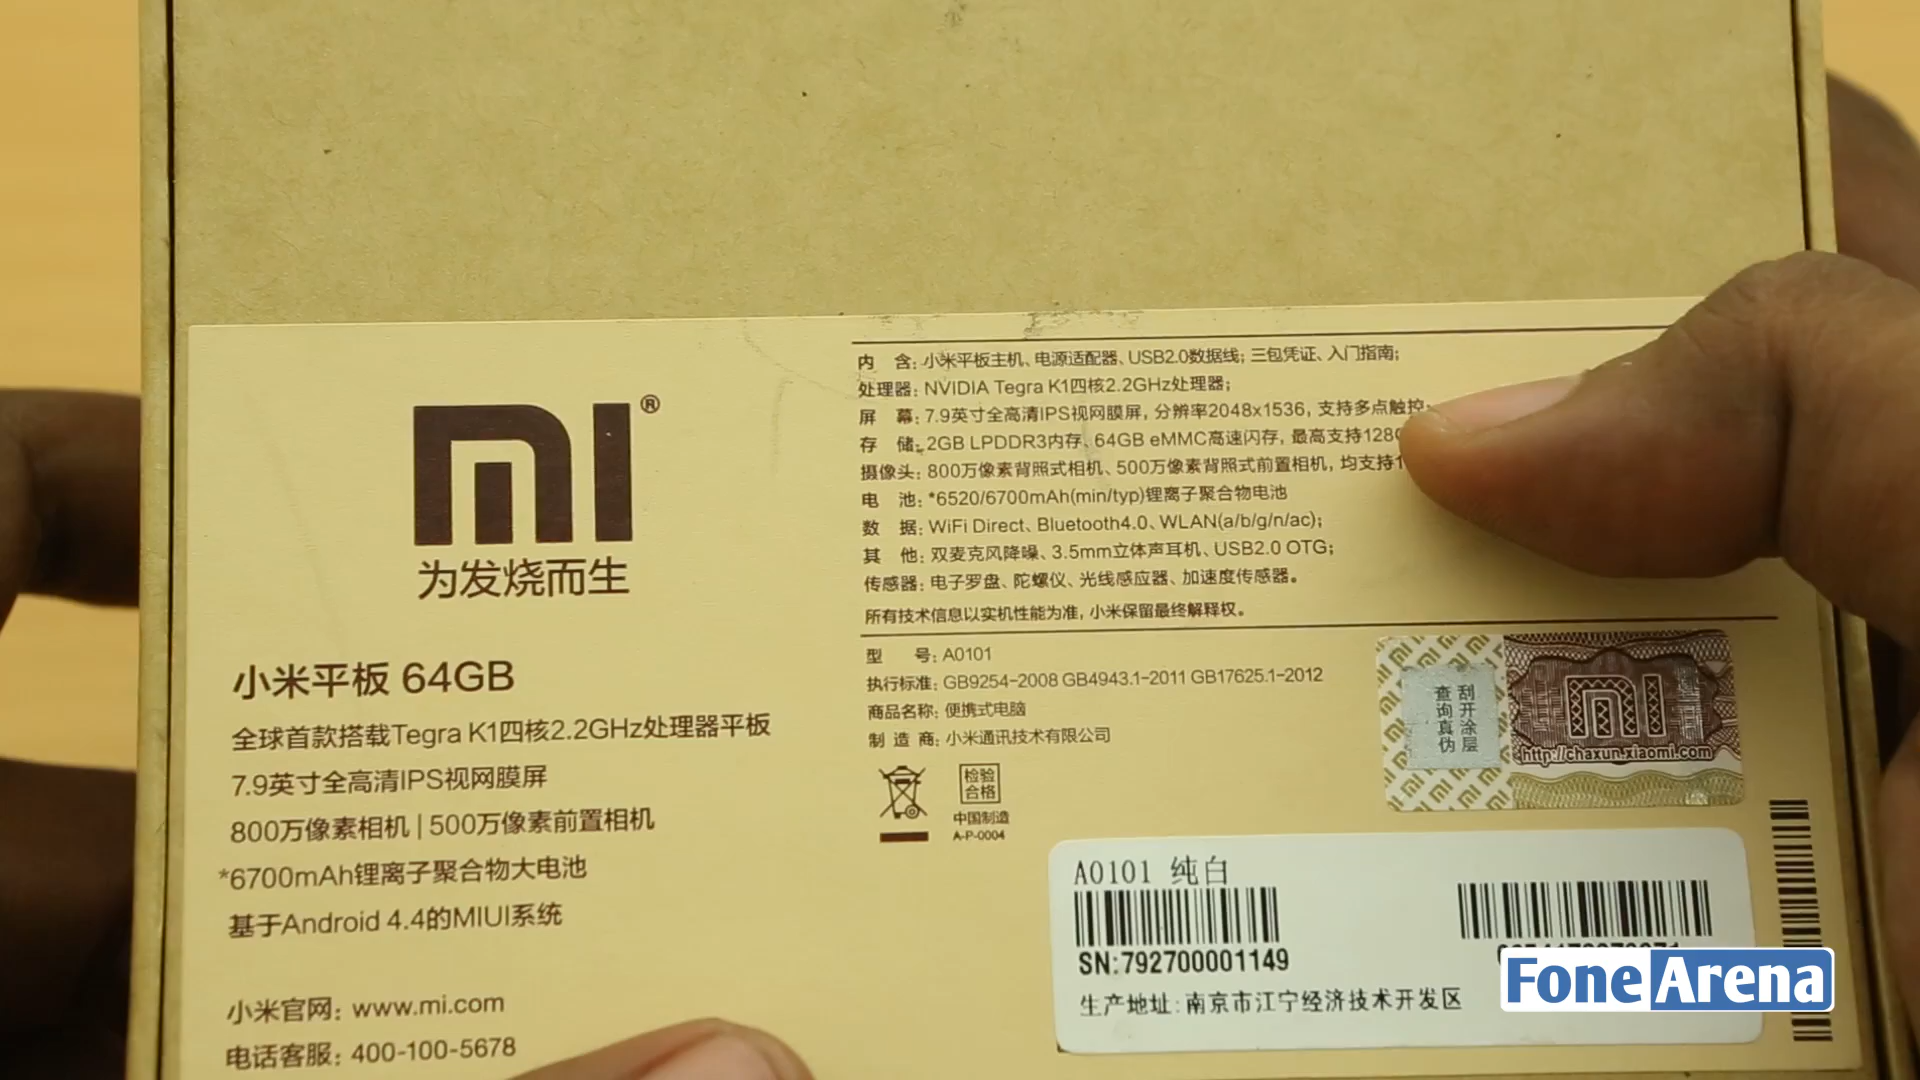 mi®
为发烧而生
小米平板 64GB
全球首款搭载Tegra K1四核2.2GHz处理器平板
7.9英寸全高清IPS视网膜屏
800万像素相机 | 500万像素前置相机
*6700mAh锂离子聚合物大电池
基于Android 4.4的MIUI系统
小米官网: www.mi.com
电话客服: 400-100-5678
内 含: 小米平板主机、电源适配器、USB2.0数据线; 三包凭证、入门指南;
处理器: NVIDIA Tegra K1四核2.2GHz处理器;
屏 幕: 7.9英寸全高清IPS视网膜屏, 分辨率2048x1536, 支持多点触控;
存 储: 2GB LPDDR3内存、64GB eMMC高速闪存, 最高支持128
摄像头: 800万像素背照式相机、500万像素背照式前置相机, 均支持1
电 池: *6520/6700mAh(min/typ)锂离子聚合物电池
数 据: WiFi Direct、Bluetooth4.0、WLAN(a/b/g/n/ac);
其 他: 双麦克风降噪、3.5mm立体声耳机、USB2.0 OTG;
传感器: 电子罗盘、陀螺仪、光线感应器、加速度传感器。
所有技术信息以实机性能为准, 小米保留最终解释权。
型 号: A0101
执行标准: GB9254-2008 GB4943.1-2011 GB17625.1-2012
商品名称: 便携式电脑
制 造 商: 小米通讯技术有限公司
检验
合格
中国制造
A-P-0004
刮开涂层
查询真伪
mi
http://chaxun.xiaomi.com
A0101 纯白
SN:792700001149
生产地址: 南京市江宁经济技术开发区
FoneArena